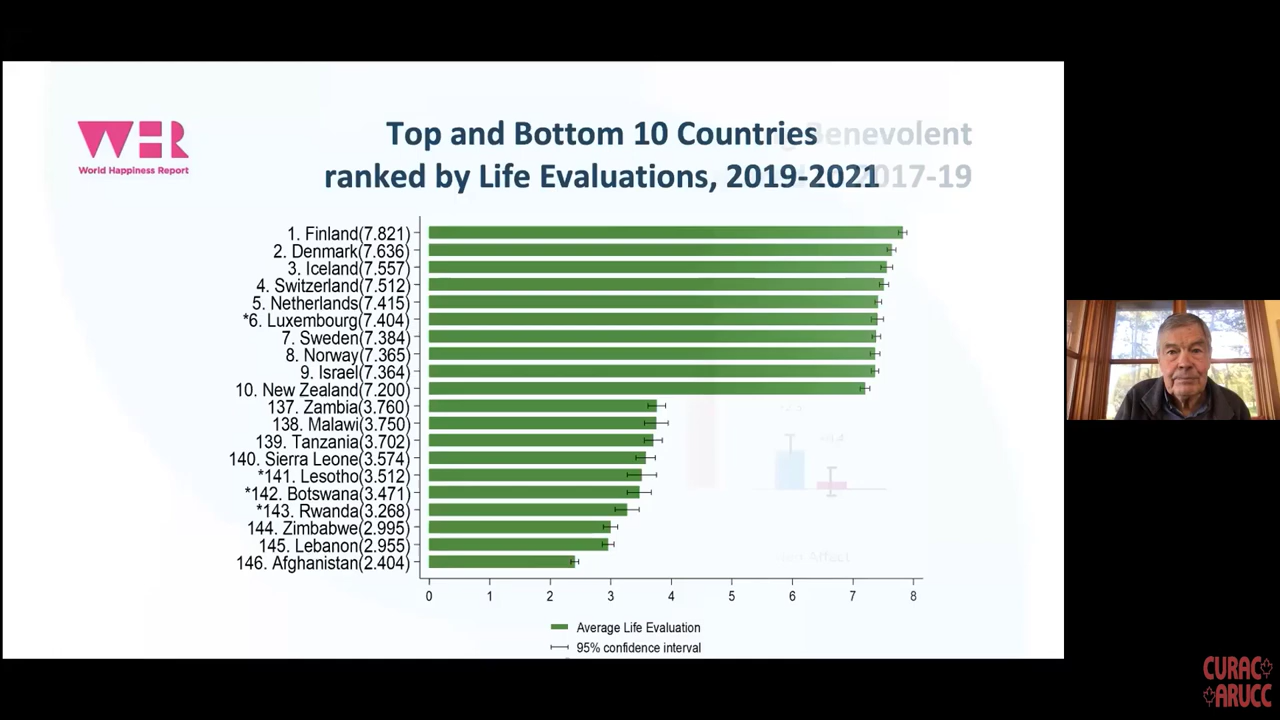 WHR
World Happiness Report
Top and Bottom 10 Countries
Benevolent
ranked by Life Evaluations, 2019-2021
2017-19
1. Finland(7.821)
2. Denmark(7.636)
3. Iceland(7.557)
4. Switzerland(7.512)
5. Netherlands(7.415)
*6. Luxembourg(7.404)
7. Sweden(7.384)
8. Norway(7.365)
9. Israel(7.364)
10. New Zealand(7.200)
137. Zambia(3.760)
138. Malawi(3.750)
139. Tanzania(3.702)
140. Sierra Leone(3.574)
*141. Lesotho(3.512)
*142. Botswana(3.471)
*143. Rwanda(3.268)
144. Zimbabwe(2.995)
145. Lebanon(2.955)
146. Afghanistan(2.404)
0 1 2 3 4 5 6 7 8
Average Life Evaluation
95% confidence interval
Affect
CURAC
ARUCC